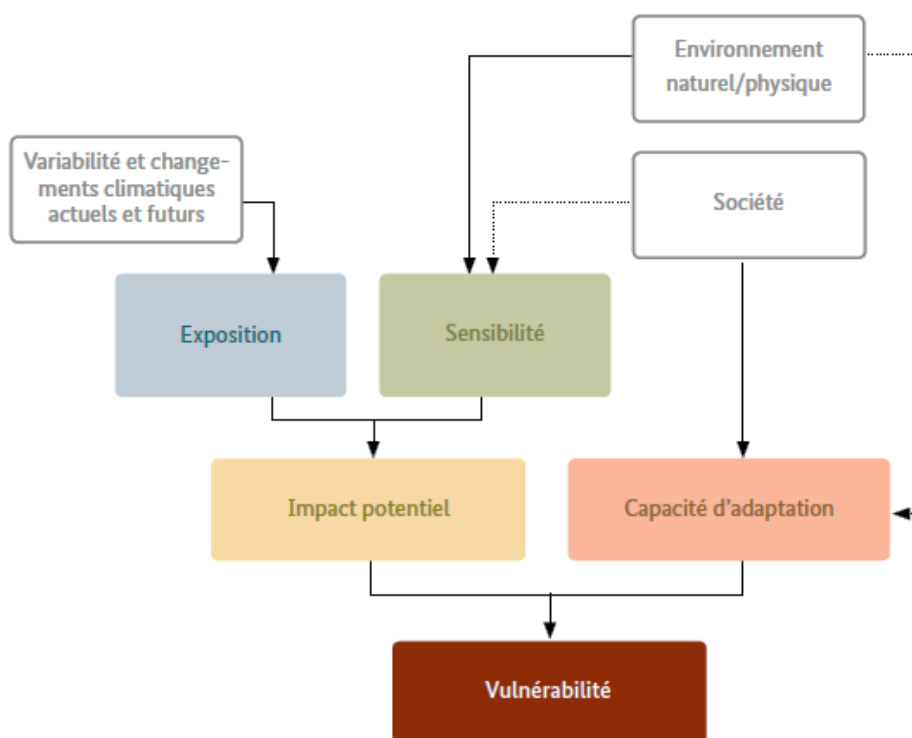 Environnement
naturel/physique
Variabilité et change-
ments climatiques
actuels et futurs
Société
Exposition
Sensibilité
Impact potentiel
Capacité d'adaptation
Vulnérabilité